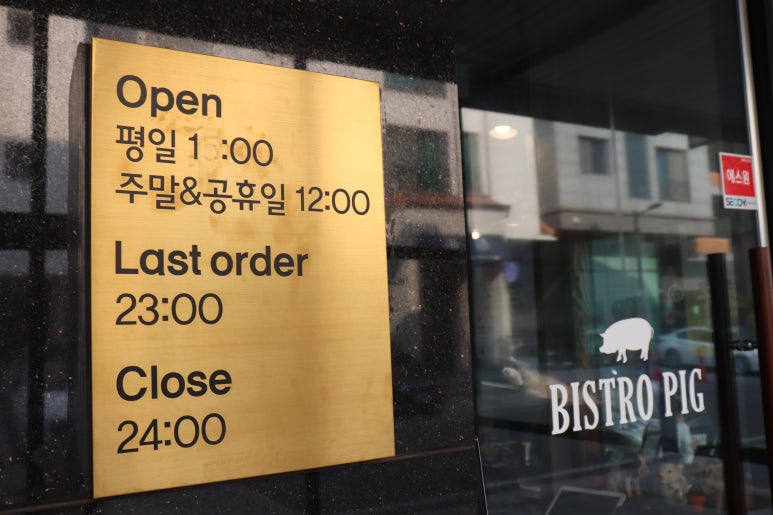 Open
평일
주말&공휴일 12:00
Last order
23:00
Close
24:00
에스원
SECOM
BISTRO PIG